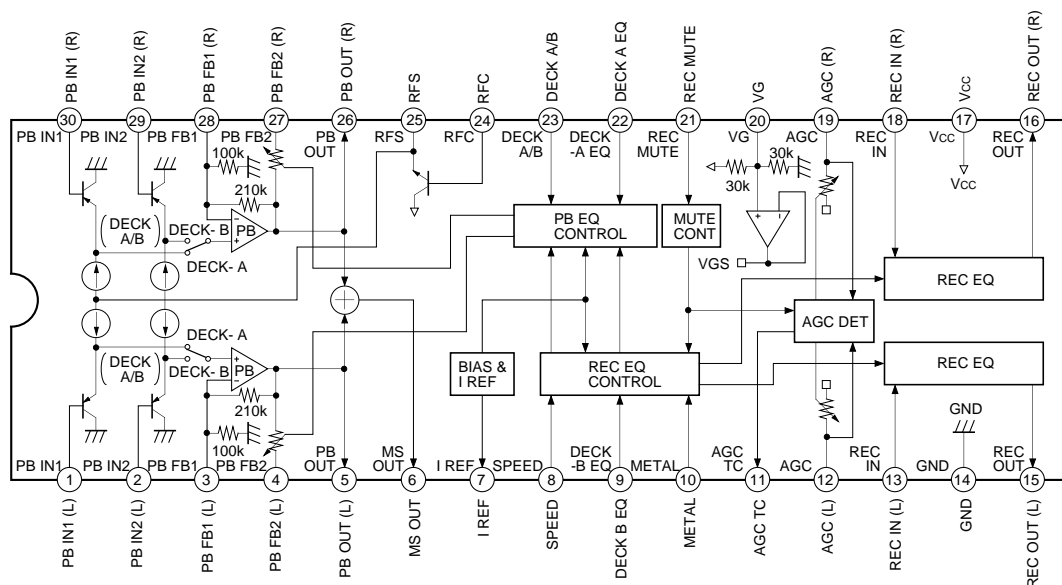 PB IN1 (R)
PB IN2 (R)
PB FB1 (R)
PB FB2 (R)
PB OUT (R)
RFS
RFC
DECK A/B
DECK A EQ
REC MUTE
VG
AGC (R)
REC IN (R)
VCC
REC OUT (R)
30
29
28
27
26
25
24
23
22
21
20
19
18
17
16
PB IN1
PB IN2
PB FB1
PB FB2
PB
OUT
RFS
RFC
DECK
A/B
DECK
-A EQ
REC
MUTE
VG
AGC
REC
IN
VCC
REC
OUT
100k
210k
30k
30k
VCC
DECK
A/B
DECK- B
DECK- A
−
+
PB
PB EQ
CONTROL
MUTE
CONT
+
−
VGS
REC EQ
AGC DET
DECK- A
DECK- B
DECK
A/B
+
−
PB
210k
100k
BIAS &
I REF
REC EQ
CONTROL
REC EQ
GND
PB IN1
PB IN2
PB FB1
PB FB2
PB
OUT
MS
OUT
I REF
SPEED
DECK
-B EQ
METAL
AGC
TC
AGC
REC
IN
GND
REC
OUT
1
2
3
4
5
6
7
8
9
10
11
12
13
14
15
PB IN1 (L)
PB IN2 (L)
PB FB1 (L)
PB FB2 (L)
PB OUT (L)
MS OUT
I REF
SPEED
DECK B EQ
METAL
AGC TC
AGC (L)
REC IN (L)
GND
REC OUT (L)